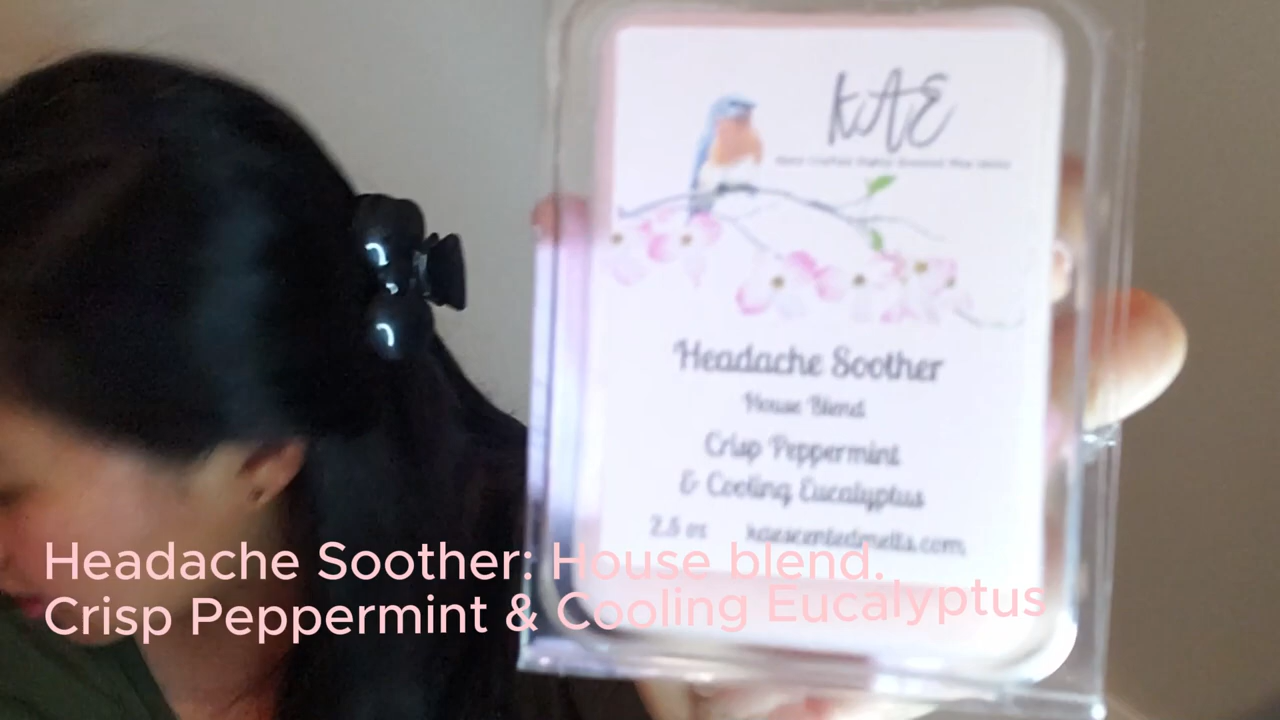 KAE
Headache Soother
House Blend
Crisp Peppermint
& Cooling Eucalyptus
2.5 oz kaescentedmelts.com
Headache Soother: House blend.
Crisp Peppermint & Cooling Eucalyptus